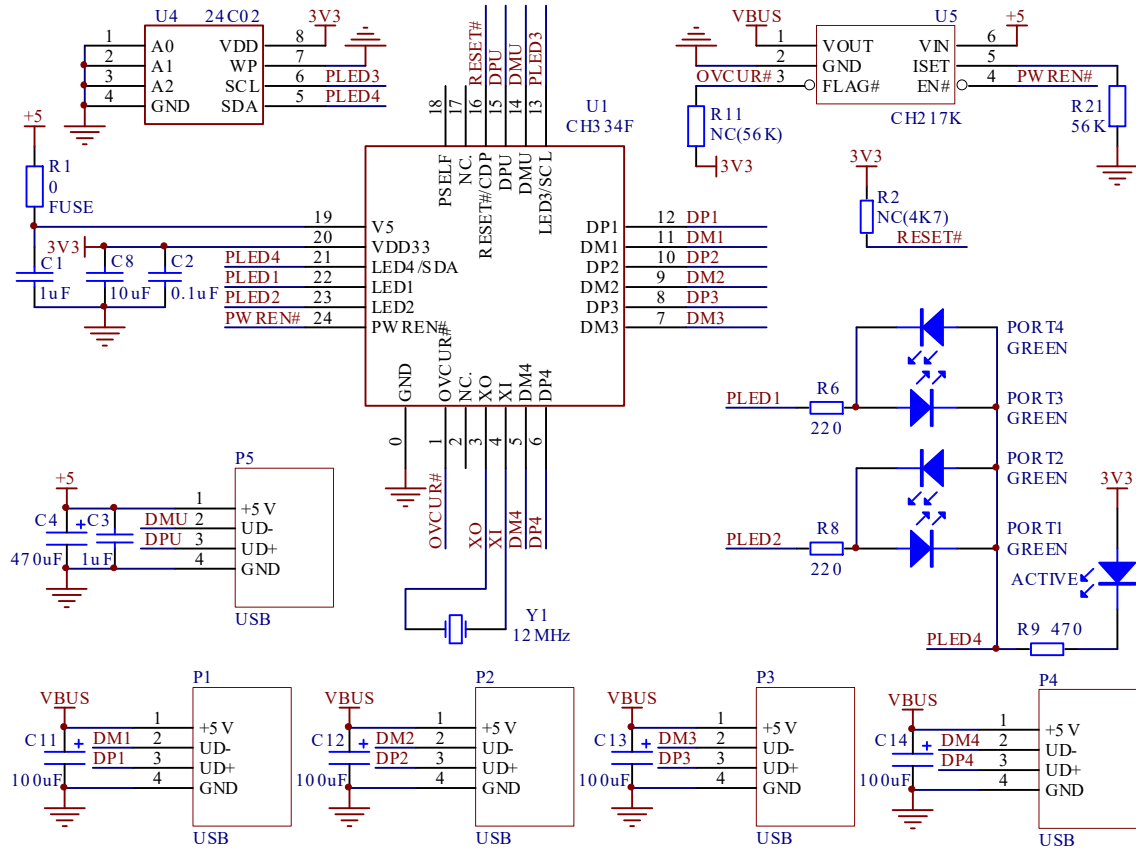 U4 24C02
1 A0 VDD 8 3V3
2 A1 WP 7
3 A2 SCL 6 PLED3
4 GND SDA 5 PLED4
+5
R1
0
FUSE
RESET#
DPU
DMU
PLED3
18 17 16 15 14 13
U1
CH334F
PSELF
NC.
RESET#/CDP
DPU
DMU
LED3/SCL
19 V5
3V3 20 VDD33
PLED4 21 LED4/SDA
PLED1 22 LED1
PLED2 23 LED2
PWREN# 24 PWREN#
DP1 12 DP1
DM1 11 DM1
DP2 10 DP2
DM2 9 DM2
DP3 8 DP3
DM3 7 DM3
GND
OVCUR#
NC.
XO
XI
DM4
DP4
0 1 2 3 4 5 6
OVCUR#
XO
XI
DM4
DP4
C1
1uF
C8
10uF
C2
0.1uF
Y1
12MHz
VBUS U5 +5
1 VOUT VIN 6
2 GND ISET 5
OVCUR# 3 FLAG# EN# 4 PWREN#
CH217K
R11
NC(56K)
3V3
R21
56K
3V3
R2
NC(4K7)
RESET#
PORT4
GREEN
PLED1 R6
220
PORT3
GREEN
PORT2
GREEN
PLED2 R8
220
PORT1
GREEN
3V3
ACTIVE
PLED4 R9 470
P5
+5
1 +5V
DMU 2 UD-
DPU 3 UD+
4 GND
C4 +
470uF
C3
1uF
USB
P1
VBUS
1 +5V
C11 + DM1 2 UD-
DP1 3 UD+
100uF 4 GND
USB
P2
VBUS
1 +5V
C12 + DM2 2 UD-
DP2 3 UD+
100uF 4 GND
USB
P3
VBUS
1 +5V
C13 + DM3 2 UD-
DP3 3 UD+
100uF 4 GND
USB
P4
VBUS
1 +5V
C14 + DM4 2 UD-
DP4 3 UD+
100uF 4 GND
USB